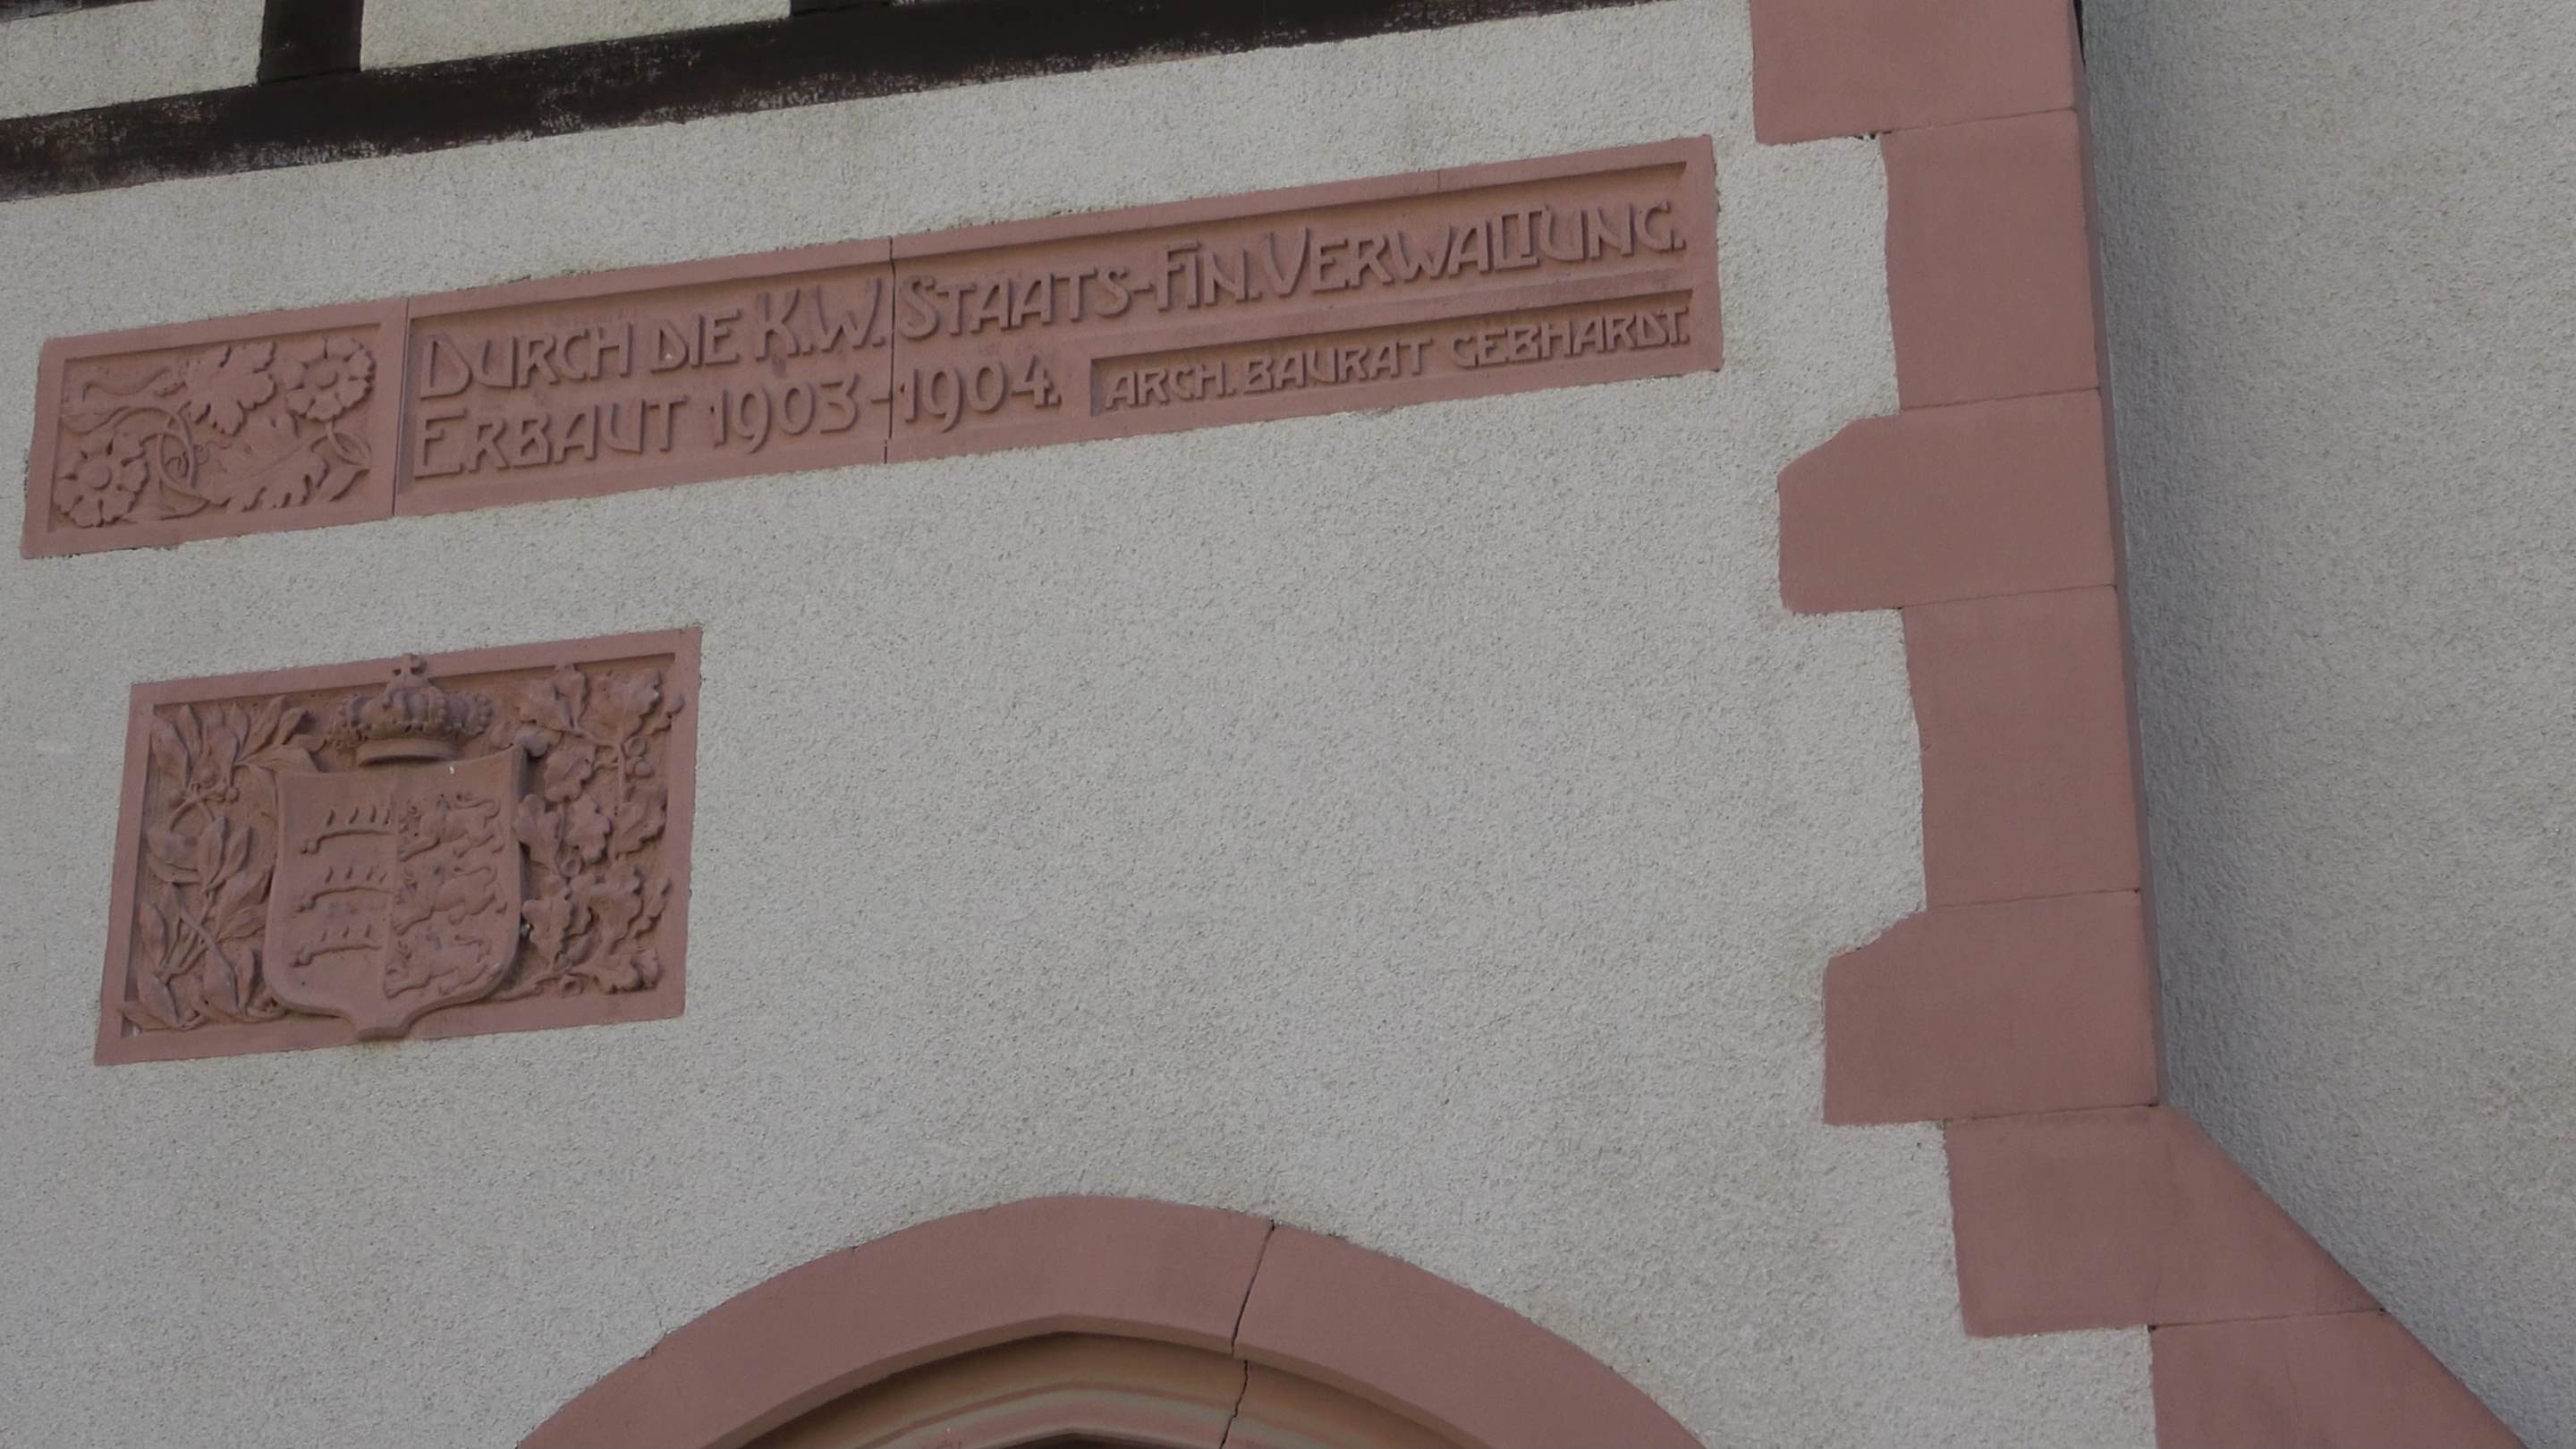 DURCH DIE K.W. STAATS-FIN. VERWALTUNG.
ERBAUT 1903-1904. ARCH. BAURAT GEBHARDT.